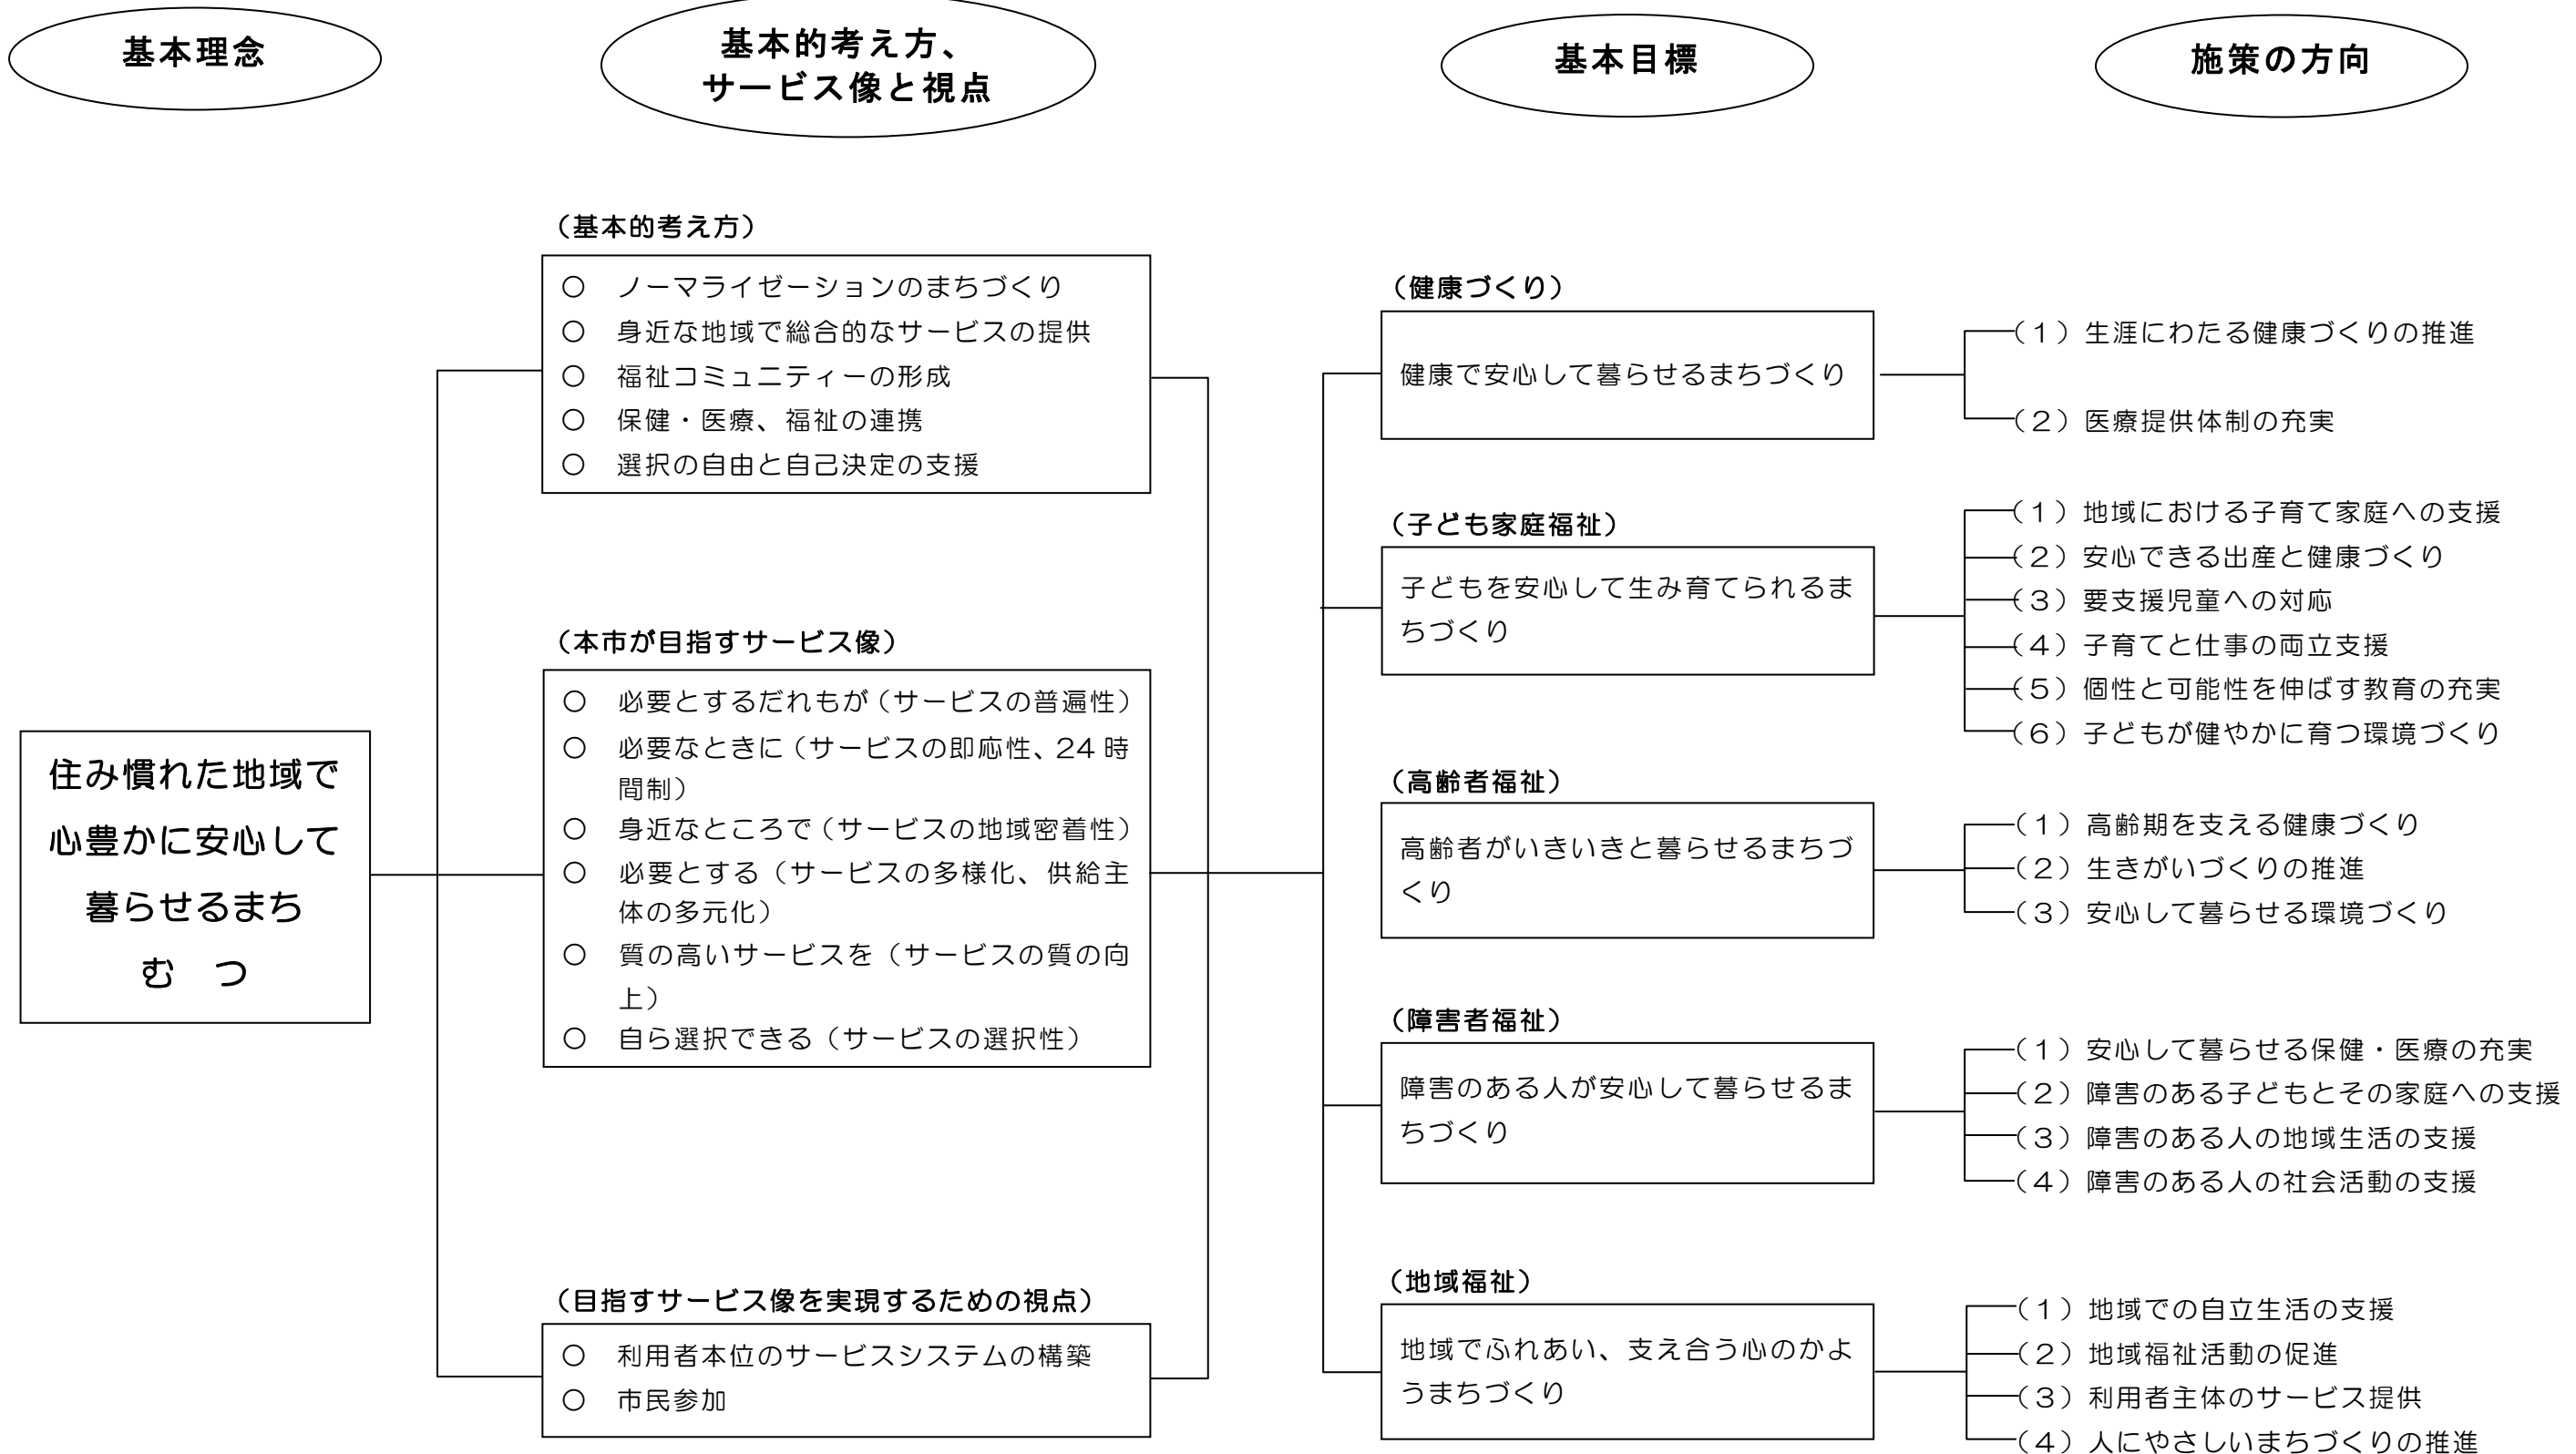 基本理念
基本的考え方、
サービス像と視点
基本目標
施策の方向
住み慣れた地域で
心豊かに安心して
暮らせるまち
む　つ
（基本的考え方）
○　ノーマライゼーションのまちづくり
○　身近な地域で総合的なサービスの提供
○　福祉コミュニティーの形成
○　保健・医療、福祉の連携
○　選択の自由と自己決定の支援
（本市が目指すサービス像）
○　必要とするだれもが（サービスの普遍性）
○　必要なときに（サービスの即応性、24 時
間制）
○　身近なところで（サービスの地域密着性）
○　必要とする（サービスの多様化、供給主
体の多元化）
○　質の高いサービスを（サービスの質の向
上）
○　自ら選択できる（サービスの選択性）
（目指すサービス像を実現するための視点）
○　利用者本位のサービスシステムの構築
○　市民参加
（健康づくり）
健康で安心して暮らせるまちづくり
（１）生涯にわたる健康づくりの推進
（２）医療提供体制の充実
（子ども家庭福祉）
子どもを安心して生み育てられるま
ちづくり
（１）地域における子育て家庭への支援
（２）安心できる出産と健康づくり
（３）要支援児童への対応
（４）子育てと仕事の両立支援
（５）個性と可能性を伸ばす教育の充実
（６）子どもが健やかに育つ環境づくり
（高齢者福祉）
高齢者がいきいきと暮らせるまちづ
くり
（１）高齢期を支える健康づくり
（２）生きがいづくりの推進
（３）安心して暮らせる環境づくり
（障害者福祉）
障害のある人が安心して暮らせるま
ちづくり
（１）安心して暮らせる保健・医療の充実
（２）障害のある子どもとその家庭への支援
（３）障害のある人の地域生活の支援
（４）障害のある人の社会活動の支援
（地域福祉）
地域でふれあい、支え合う心のかよ
うまちづくり
（１）地域での自立生活の支援
（２）地域福祉活動の促進
（３）利用者主体のサービス提供
（４）人にやさしいまちづくりの推進